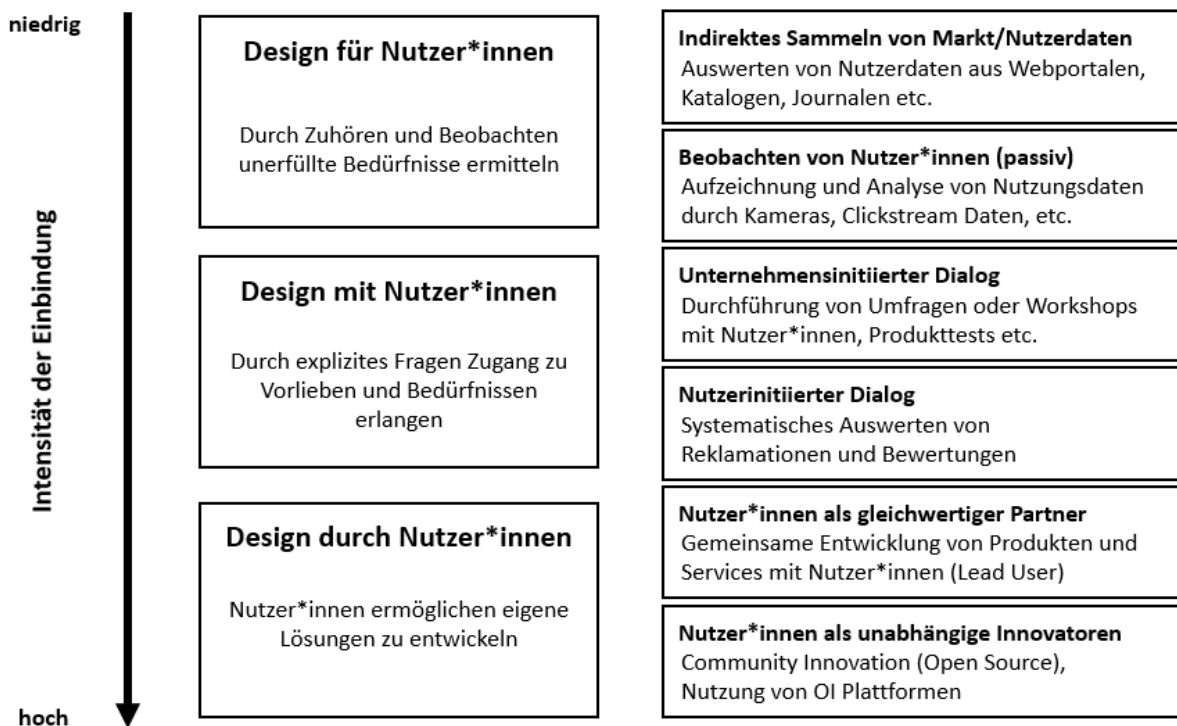 niedrig
Intensität der Einbindung
hoch
Design für Nutzer*innen
Durch Zuhören und Beobachten
unerfüllte Bedürfnisse ermitteln
Indirektes Sammeln von Markt/Nutzerdaten
Auswerten von Nutzerdaten aus Webportalen,
Katalogen, Journalen etc.
Beobachten von Nutzer*innen (passiv)
Aufzeichnung und Analyse von Nutzungsdaten
durch Kameras, Clickstream Daten, etc.
Design mit Nutzer*innen
Durch explizites Fragen Zugang zu
Vorlieben und Bedürfnissen
erlangen
Unternehmensinitiierter Dialog
Durchführung von Umfragen oder Workshops
mit Nutzer*innen, Produkttests etc.
Nutzerinitiierter Dialog
Systematisches Auswerten von
Reklamationen und Bewertungen
Design durch Nutzer*innen
Nutzer*innen ermöglichen eigene
Lösungen zu entwickeln
Nutzer*innen als gleichwertiger Partner
Gemeinsame Entwicklung von Produkten und
Services mit Nutzer*innen (Lead User)
Nutzer*innen als unabhängige Innovatoren
Community Innovation (Open Source),
Nutzung von OI Plattformen